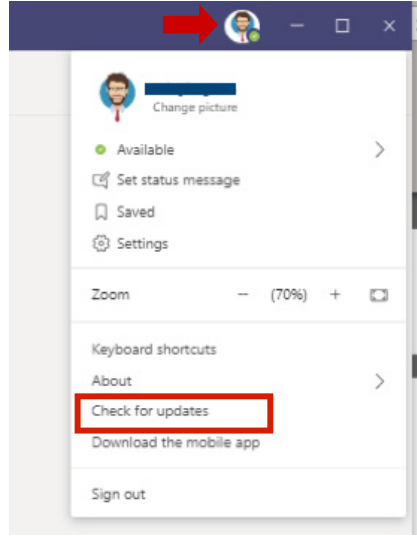 Change picture
Available
Set status message
Saved
Settings
Zoom — (70%) +
Keyboard shortcuts
About
Check for updates
Download the mobile app
Sign out